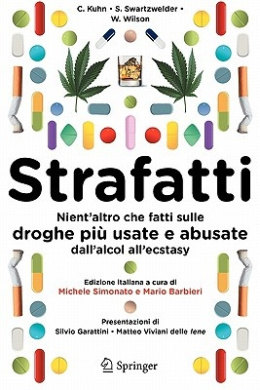 C. Kuhn • S. Swartzwelder •
W. Wilson
Strafatti
Nient'altro che fatti sulle
droghe più usate e abusate
dall'alcol all'ecstasy
Edizione italiana a cura di
Michele Simonato e Mario Barbieri
Presentazioni di
Silvio Garattini - Matteo Viviani delle Iene
Springer